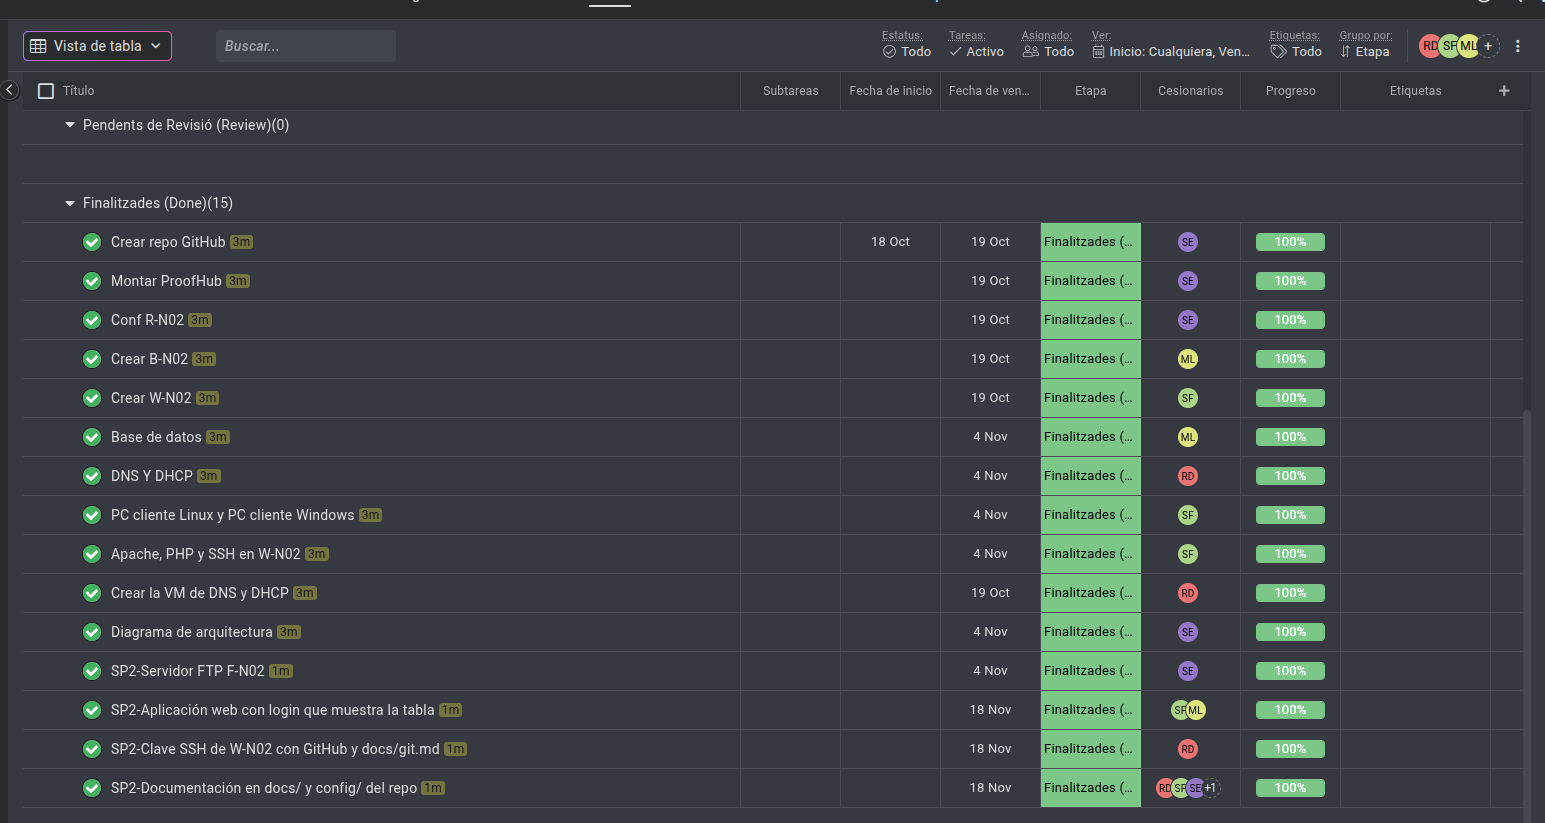 Vista de tabla
Buscar...
Estatus: Tareas: Asignado: Ver: Etiquetas: Grupo por:
Todo Activo Todo Inicio: Cualquiera, Ven... Todo Etapa
RD SF ML +
Título Subtareas Fecha de inicio Fecha de ven... Etapa Cesionarios Progreso Etiquetas +
Pendents de Revisió (Review)(0)
Finalitzades (Done)(15)
Crear repo GitHub 3m 18 Oct 19 Oct Finalitzades (... SE 100%
Montar ProofHub 3m 19 Oct Finalitzades (... SE 100%
Conf R-N02 3m 19 Oct Finalitzades (... SE 100%
Crear B-N02 3m 19 Oct Finalitzades (... ML 100%
Crear W-N02 3m 19 Oct Finalitzades (... SF 100%
Base de datos 3m 4 Nov Finalitzades (... ML 100%
DNS Y DHCP 3m 4 Nov Finalitzades (... RD 100%
PC cliente Linux y PC cliente Windows 3m 4 Nov Finalitzades (... SF 100%
Apache, PHP y SSH en W-N02 3m 4 Nov Finalitzades (... SF 100%
Crear la VM de DNS y DHCP 3m 19 Oct Finalitzades (... RD 100%
Diagrama de arquitectura 3m 4 Nov Finalitzades (... SE 100%
SP2-Servidor FTP F-N02 1m 4 Nov Finalitzades (... SE 100%
SP2-Aplicación web con login que muestra la tabla 1m 18 Nov Finalitzades (... SF ML 100%
SP2-Clave SSH de W-N02 con GitHub y docs/git.md 1m 18 Nov Finalitzades (... RD 100%
SP2-Documentación en docs/ y config/ del repo 1m 18 Nov Finalitzades (... RD SF SE +1 100%